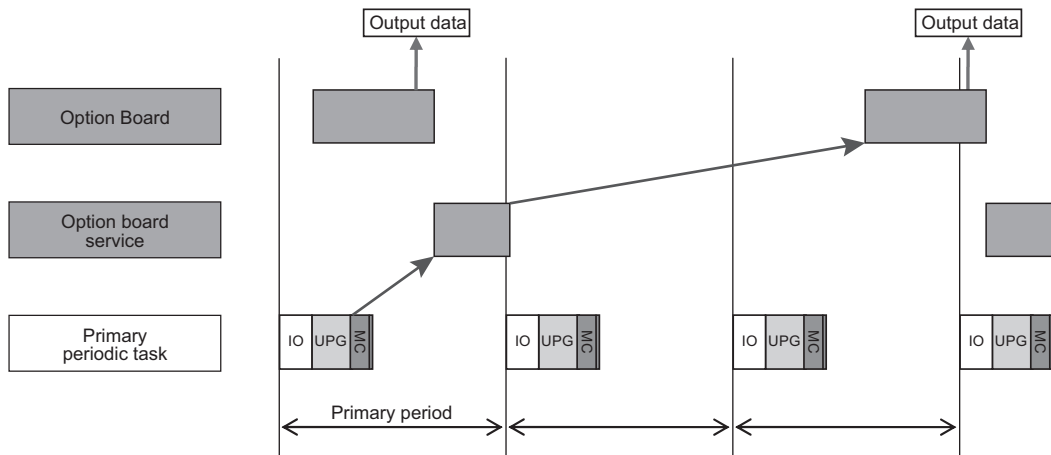 Output data
Output data
Option Board
Option board
service
Primary
periodic task
IO UPG MC
IO UPG MC
IO UPG MC
IO UPG MC
Primary period